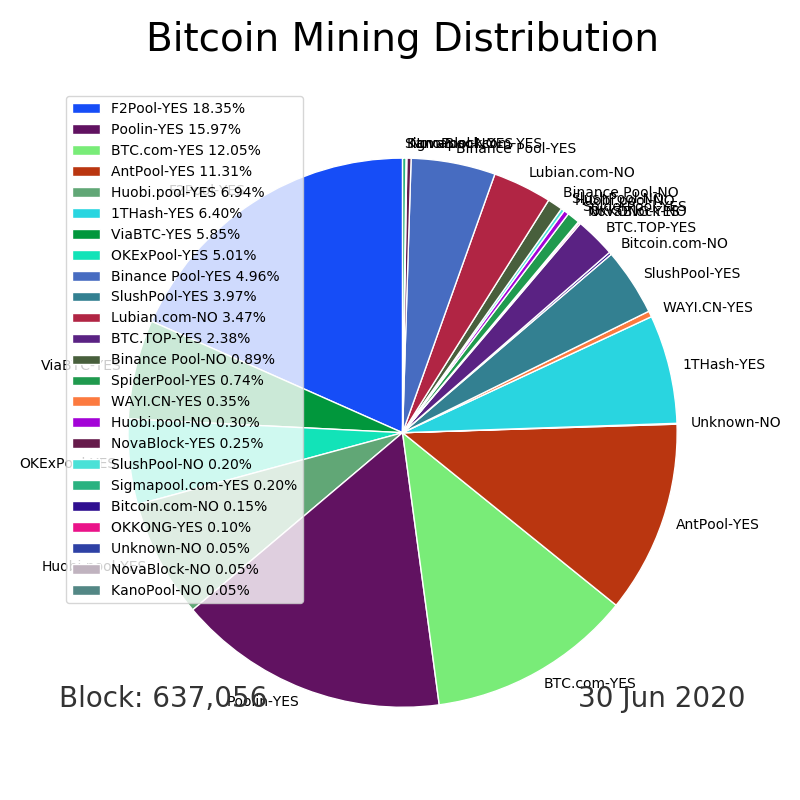 Bitcoin Mining Distribution
F2Pool-YES 18.35%
Poolin-YES 15.97%
BTC.com-YES 12.05%
AntPool-YES 11.31%
Huobi.pool-YES 6.94%
1THash-YES 6.40%
ViaBTC-YES 5.85%
OKExPool-YES 5.01%
Binance Pool-YES 4.96%
SlushPool-YES 3.97%
Lubian.com-NO 3.47%
BTC.TOP-YES 2.38%
Binance Pool-NO 0.89%
SpiderPool-YES 0.74%
WAYI.CN-YES 0.35%
Huobi.pool-NO 0.30%
NovaBlock-YES 0.25%
SlushPool-NO 0.20%
Sigmapool.com-YES 0.20%
Bitcoin.com-NO 0.15%
OKKONG-YES 0.10%
Unknown-NO 0.05%
NovaBlock-NO 0.05%
KanoPool-NO 0.05%
Binance Pool-YES
Lubian.com-NO
Binance Pool-NO
BTC.TOP-YES
Bitcoin.com-NO
SlushPool-YES
WAYI.CN-YES
1THash-YES
Unknown-NO
AntPool-YES
BTC.com-YES
Poolin-YES
Huobi.pool-YES
OKExPool-YES
ViaBTC-YES
Block: 637,056
30 Jun 2020